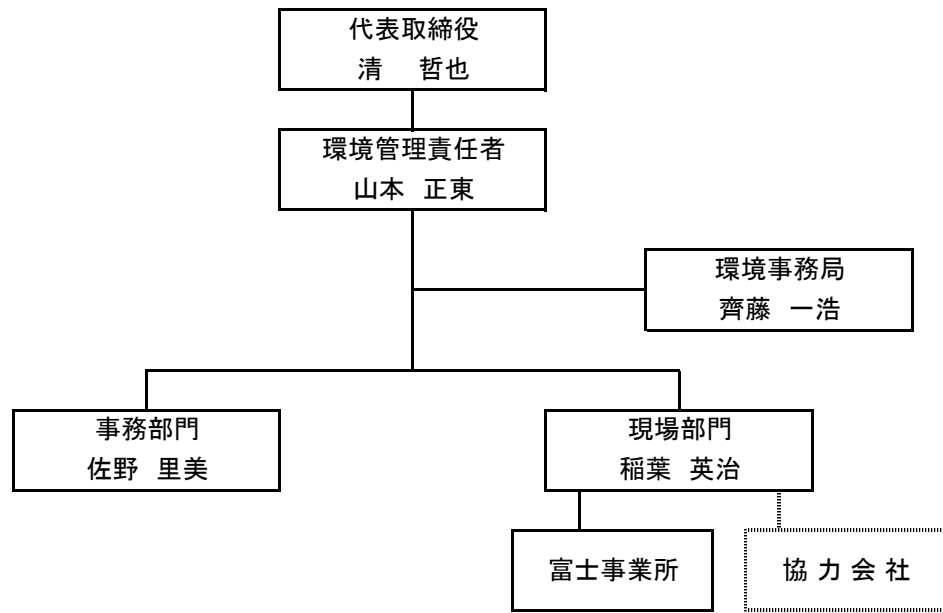 代表取締役
清　哲也
環境管理責任者
山本 正東
環境事務局
齊藤 一浩
事務部門
佐野 里美
現場部門
稲葉 英治
富士事業所
協 力 会 社